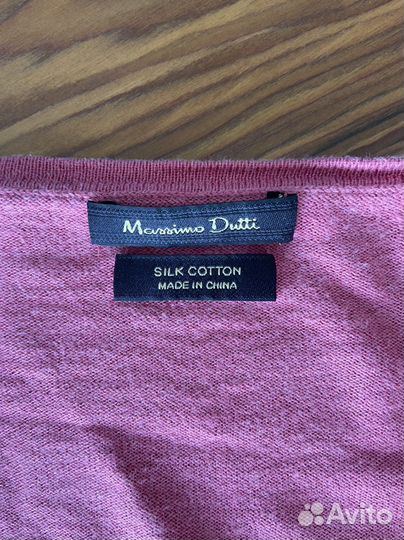 Massimo Dutti
SILK COTTON
MADE IN CHINA
Avito